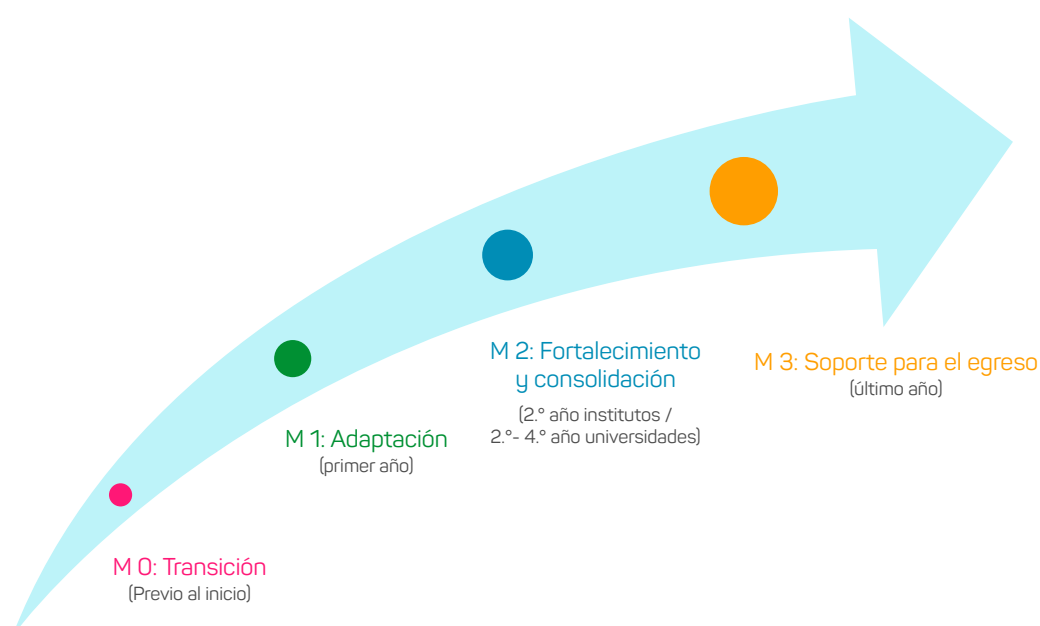 M 0: Transición
(Previo al inicio)
M 1: Adaptación
(primer año)
M 2: Fortalecimiento
y consolidación
(2.° año institutos /
2.°- 4.° año universidades)
M 3: Soporte para el egreso
(último año)